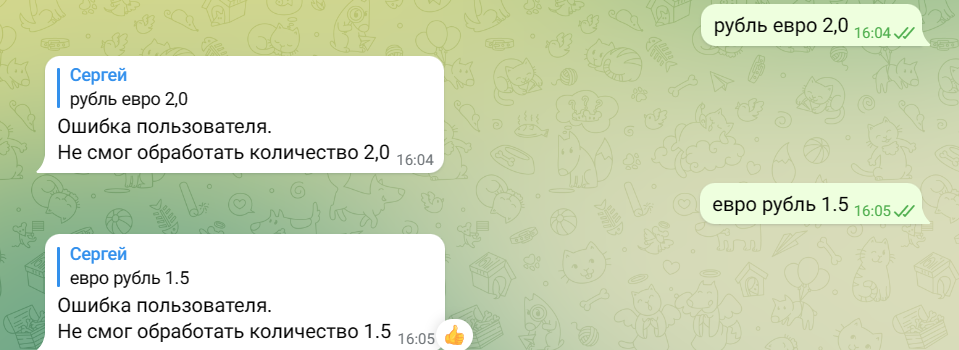 рубль евро 2,0 16:04
Сергей
рубль евро 2,0
Ошибка пользователя.
Не смог обработать количество 2,0 16:04
евро рубль 1.5 16:05
Сергей
евро рубль 1.5
Ошибка пользователя.
Не смог обработать количество 1.5 16:05